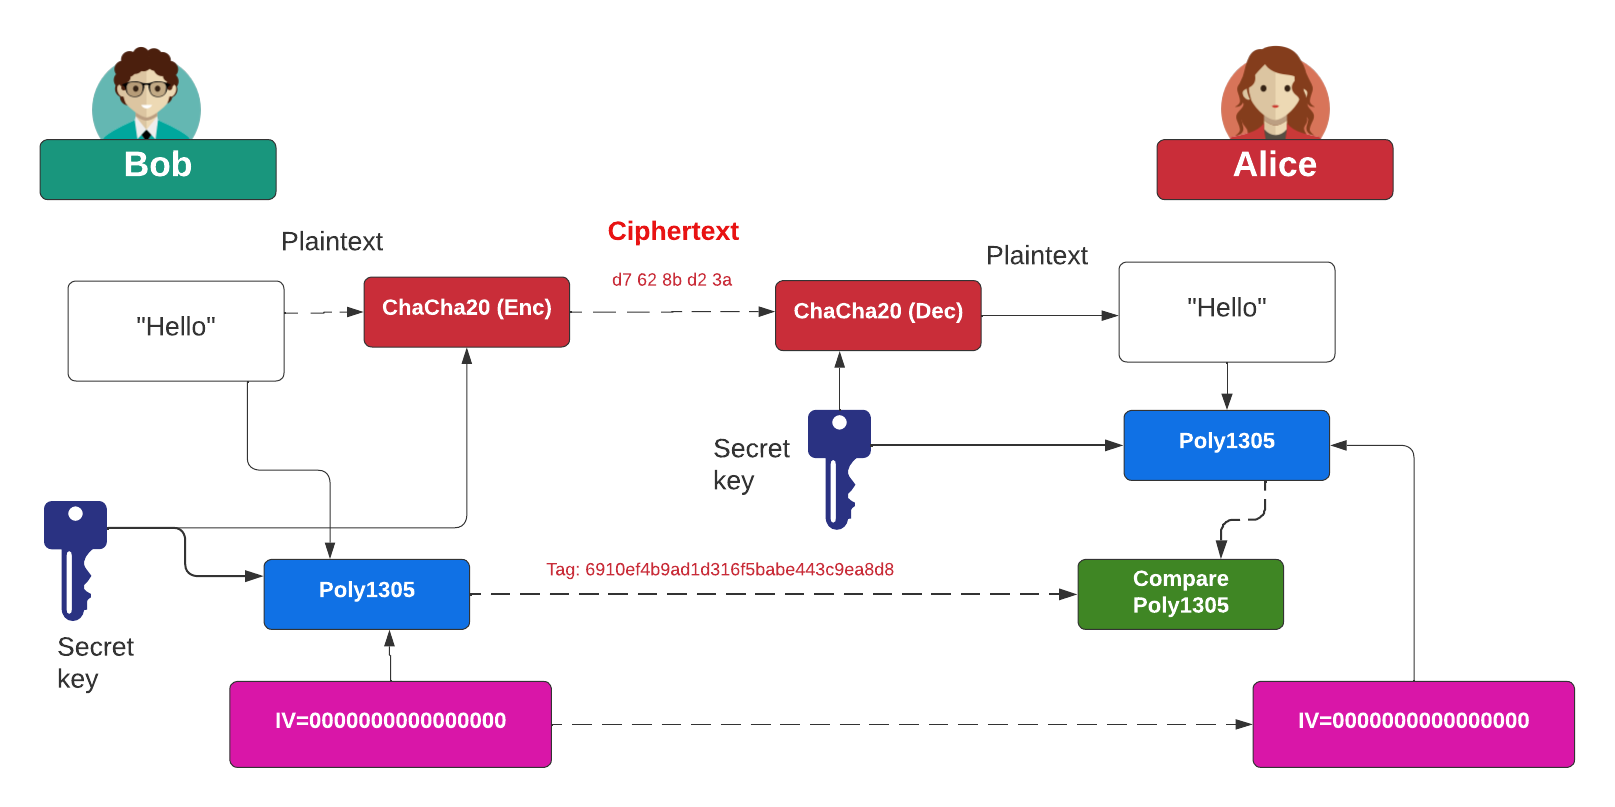 Bob
Alice
Plaintext
Ciphertext
Plaintext
d7 62 8b d2 3a
"Hello"
ChaCha20 (Enc)
ChaCha20 (Dec)
"Hello"
Secret
key
Poly1305
Secret
key
Poly1305
Tag: 6910ef4b9ad1d316f5babe443c9ea8d8
Compare
Poly1305
IV=0000000000000000
IV=0000000000000000